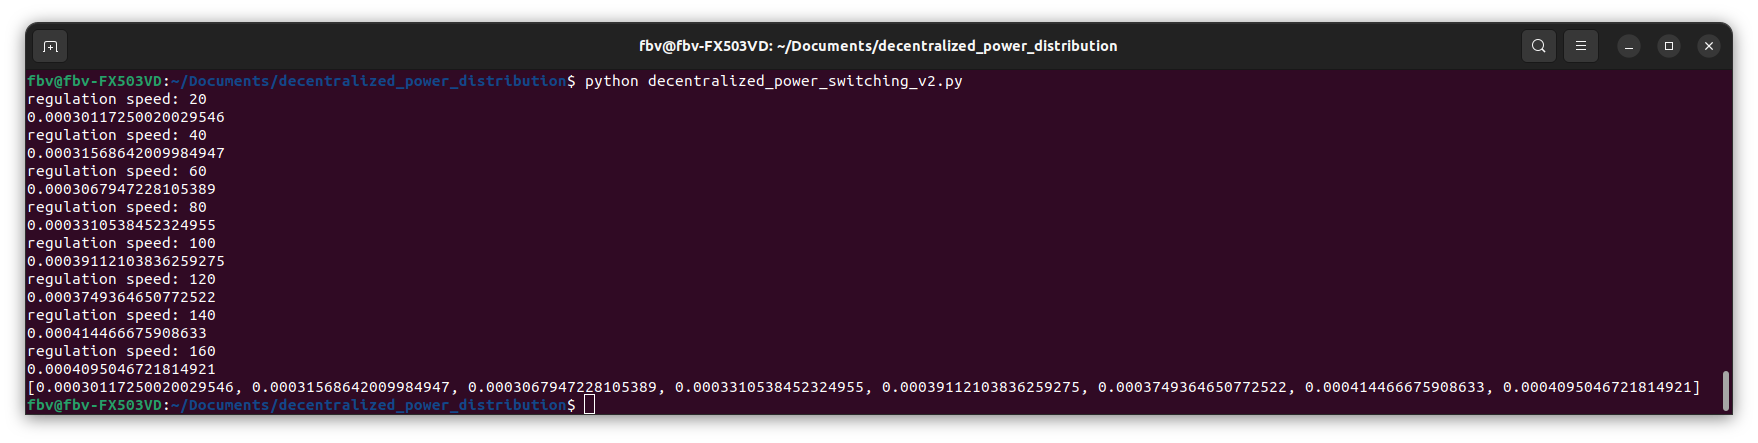 fbv@fbv-FX503VD: ~/Documents/decentralized_power_distribution
fbv@fbv-FX503VD:~/Documents/decentralized_power_distribution$ python decentralized_power_switching_v2.py
regulation speed: 20
0.00030117250020029546
regulation speed: 40
0.00031568642009984947
regulation speed: 60
0.0003067947228105389
regulation speed: 80
0.0003310538452324955
regulation speed: 100
0.00039112103836259275
regulation speed: 120
0.0003749364650772522
regulation speed: 140
0.000414466675908633
regulation speed: 160
0.0004095046721814921
[0.00030117250020029546, 0.00031568642009984947, 0.0003067947228105389, 0.0003310538452324955, 0.00039112103836259275, 0.0003749364650772522, 0.000414466675908633, 0.0004095046721814921]
fbv@fbv-FX503VD:~/Documents/decentralized_power_distribution$